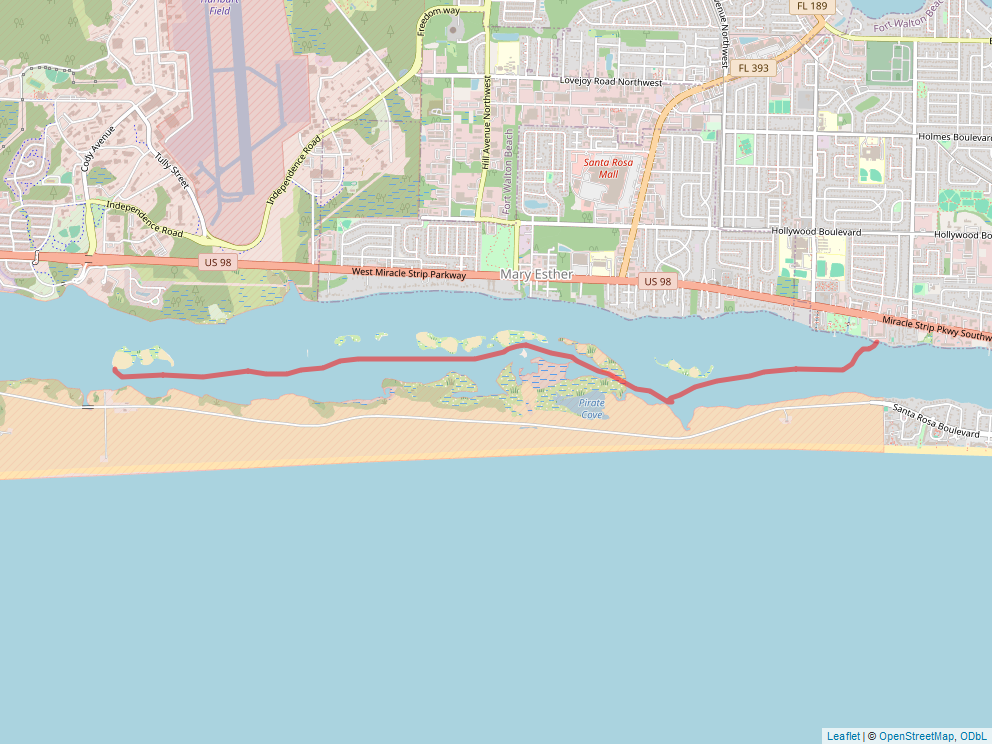 Hurlburt
Field
Freedom way
FL 189
Fort Walton Beach
FL 393
Avenue Northwest
Lovejoy Road Northwest
Hill Avenue Northwest
Holmes Boulevard
Cody Avenue
Tully Street
Independence Road
Fort Walton Beach
Santa Rosa
Mall
Independence Road
Hollywood Boulevard
Hollywood Bo
US 98
West Miracle Strip Parkway
Mary Esther
US 98
Miracle Strip Pkwy Southw
Pirate
Cove
Santa Rosa Boulevard
Leaflet | © OpenStreetMap, ODbL